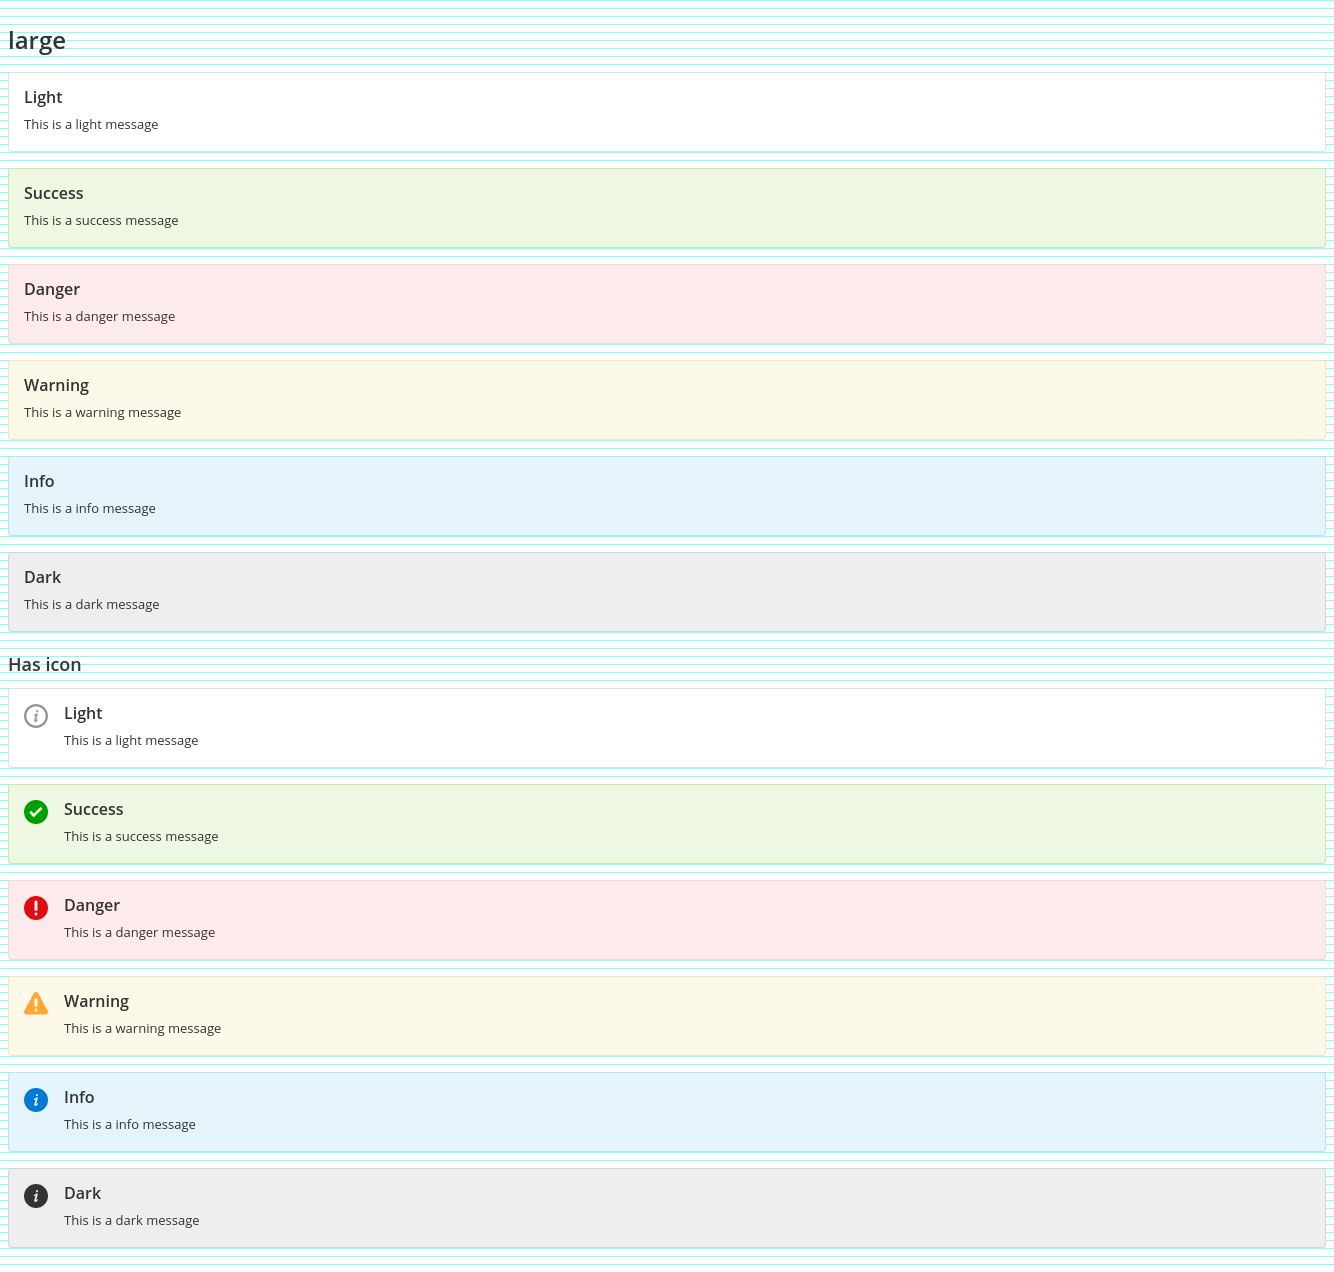 large
Light
This is a light message
Success
This is a success message
Danger
This is a danger message
Warning
This is a warning message
Info
This is a info message
Dark
This is a dark message
Has icon
Light
This is a light message
Success
This is a success message
Danger
This is a danger message
Warning
This is a warning message
Info
This is a info message
Dark
This is a dark message